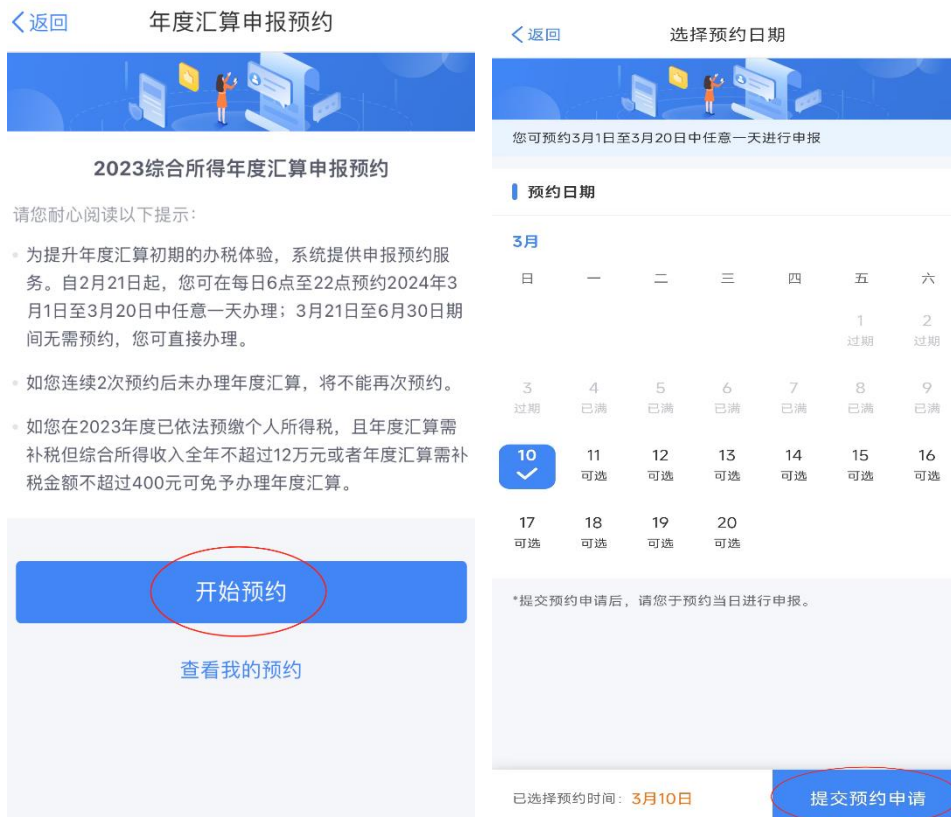 返回
年度汇算申报预约
2023综合所得年度汇算申报预约
请您耐心阅读以下提示：
为提升年度汇算初期的办税体验，系统提供申报预约服
务。自2月21日起，您可在每日6点至22点预约2024年3
月1日至3月20日中任意一天办理；3月21日至6月30日期
间无需预约，您可直接办理。
如您连续2次预约后未办理年度汇算，将不能再次预约。
如您在2023年度已依法预缴个人所得税，且年度汇算需
补税但综合所得收入全年不超过12万元或者年度汇算需补
税金额不超过400元可免予办理年度汇算。
开始预约
查看我的预约
返回
选择预约日期
您可预约3月1日至3月20日中任意一天进行申报
预约日期
3月
日 一 二 三 四 五 六
1 2
过期 过期
3 4 5 6 7 8 9
过期 已满 已满 已满 已满 已满 已满
10 11 12 13 14 15 16
可选 可选 可选 可选 可选 可选
17 18 19 20
可选 可选 可选 可选
*提交预约申请后，请您于预约当日进行申报。
已选择预约时间：3月10日
提交预约申请